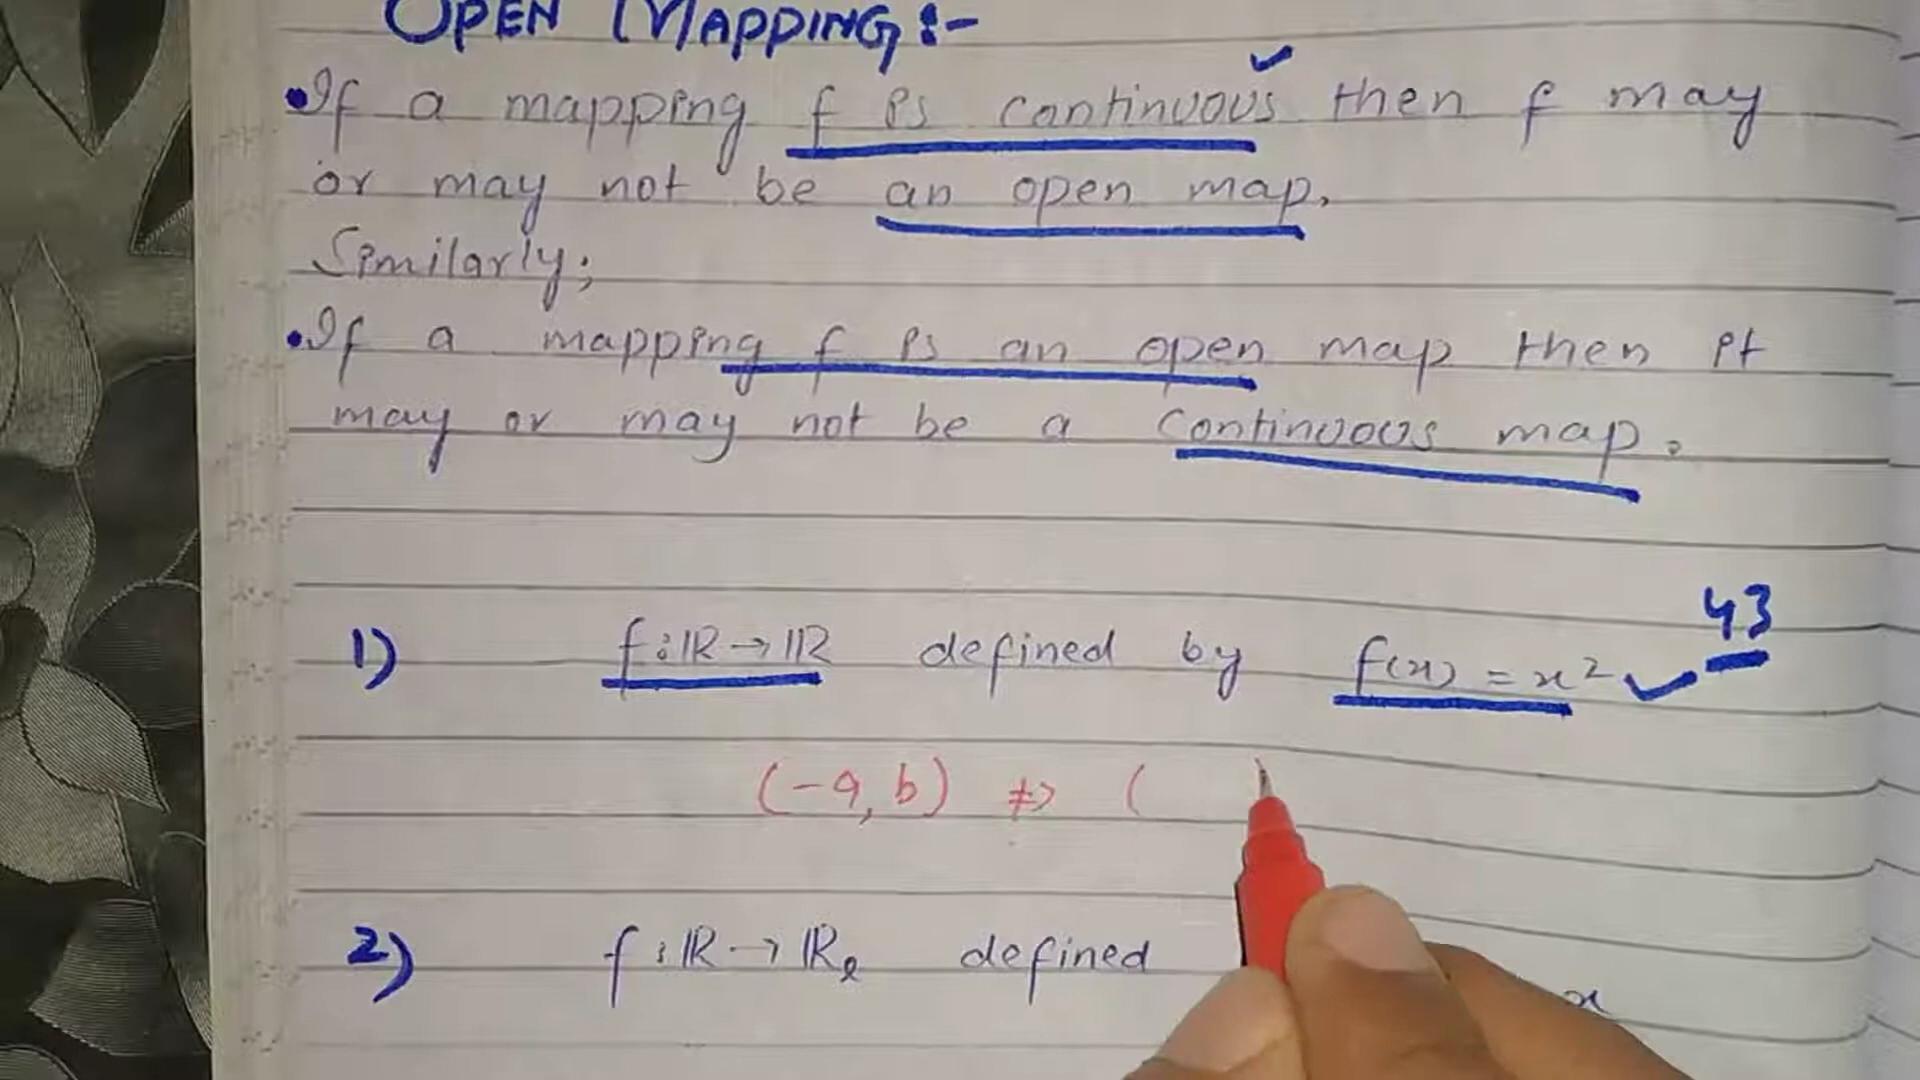 OPEN MAPPING:-
•If a mapping f is continuous then f may
or may not be an open map.
Similarly;
•If a mapping f is an open map then it
may or may not be a continuous map.
43
1) f:ℝ→ℝ defined by f(x) = x²
(-a, b) ⇏ ( )
2) f:ℝ→ℝℓ defined x